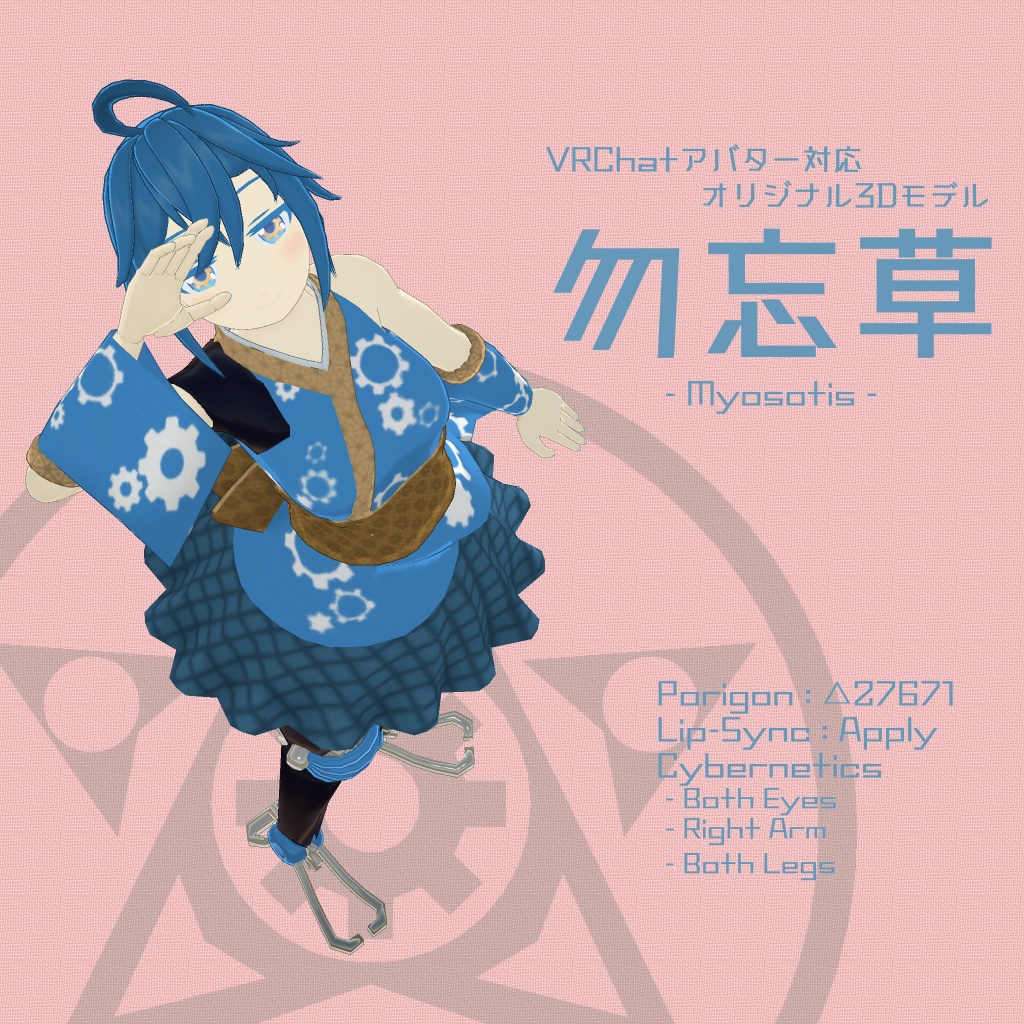 VRChatアバター対応
オリジナル3Dモデル
勿忘草
- Myosotis -
Porigon : △27671
Lip-Sync : Apply
Cybernetics
- Both Eyes
- Right Arm
- Both Legs